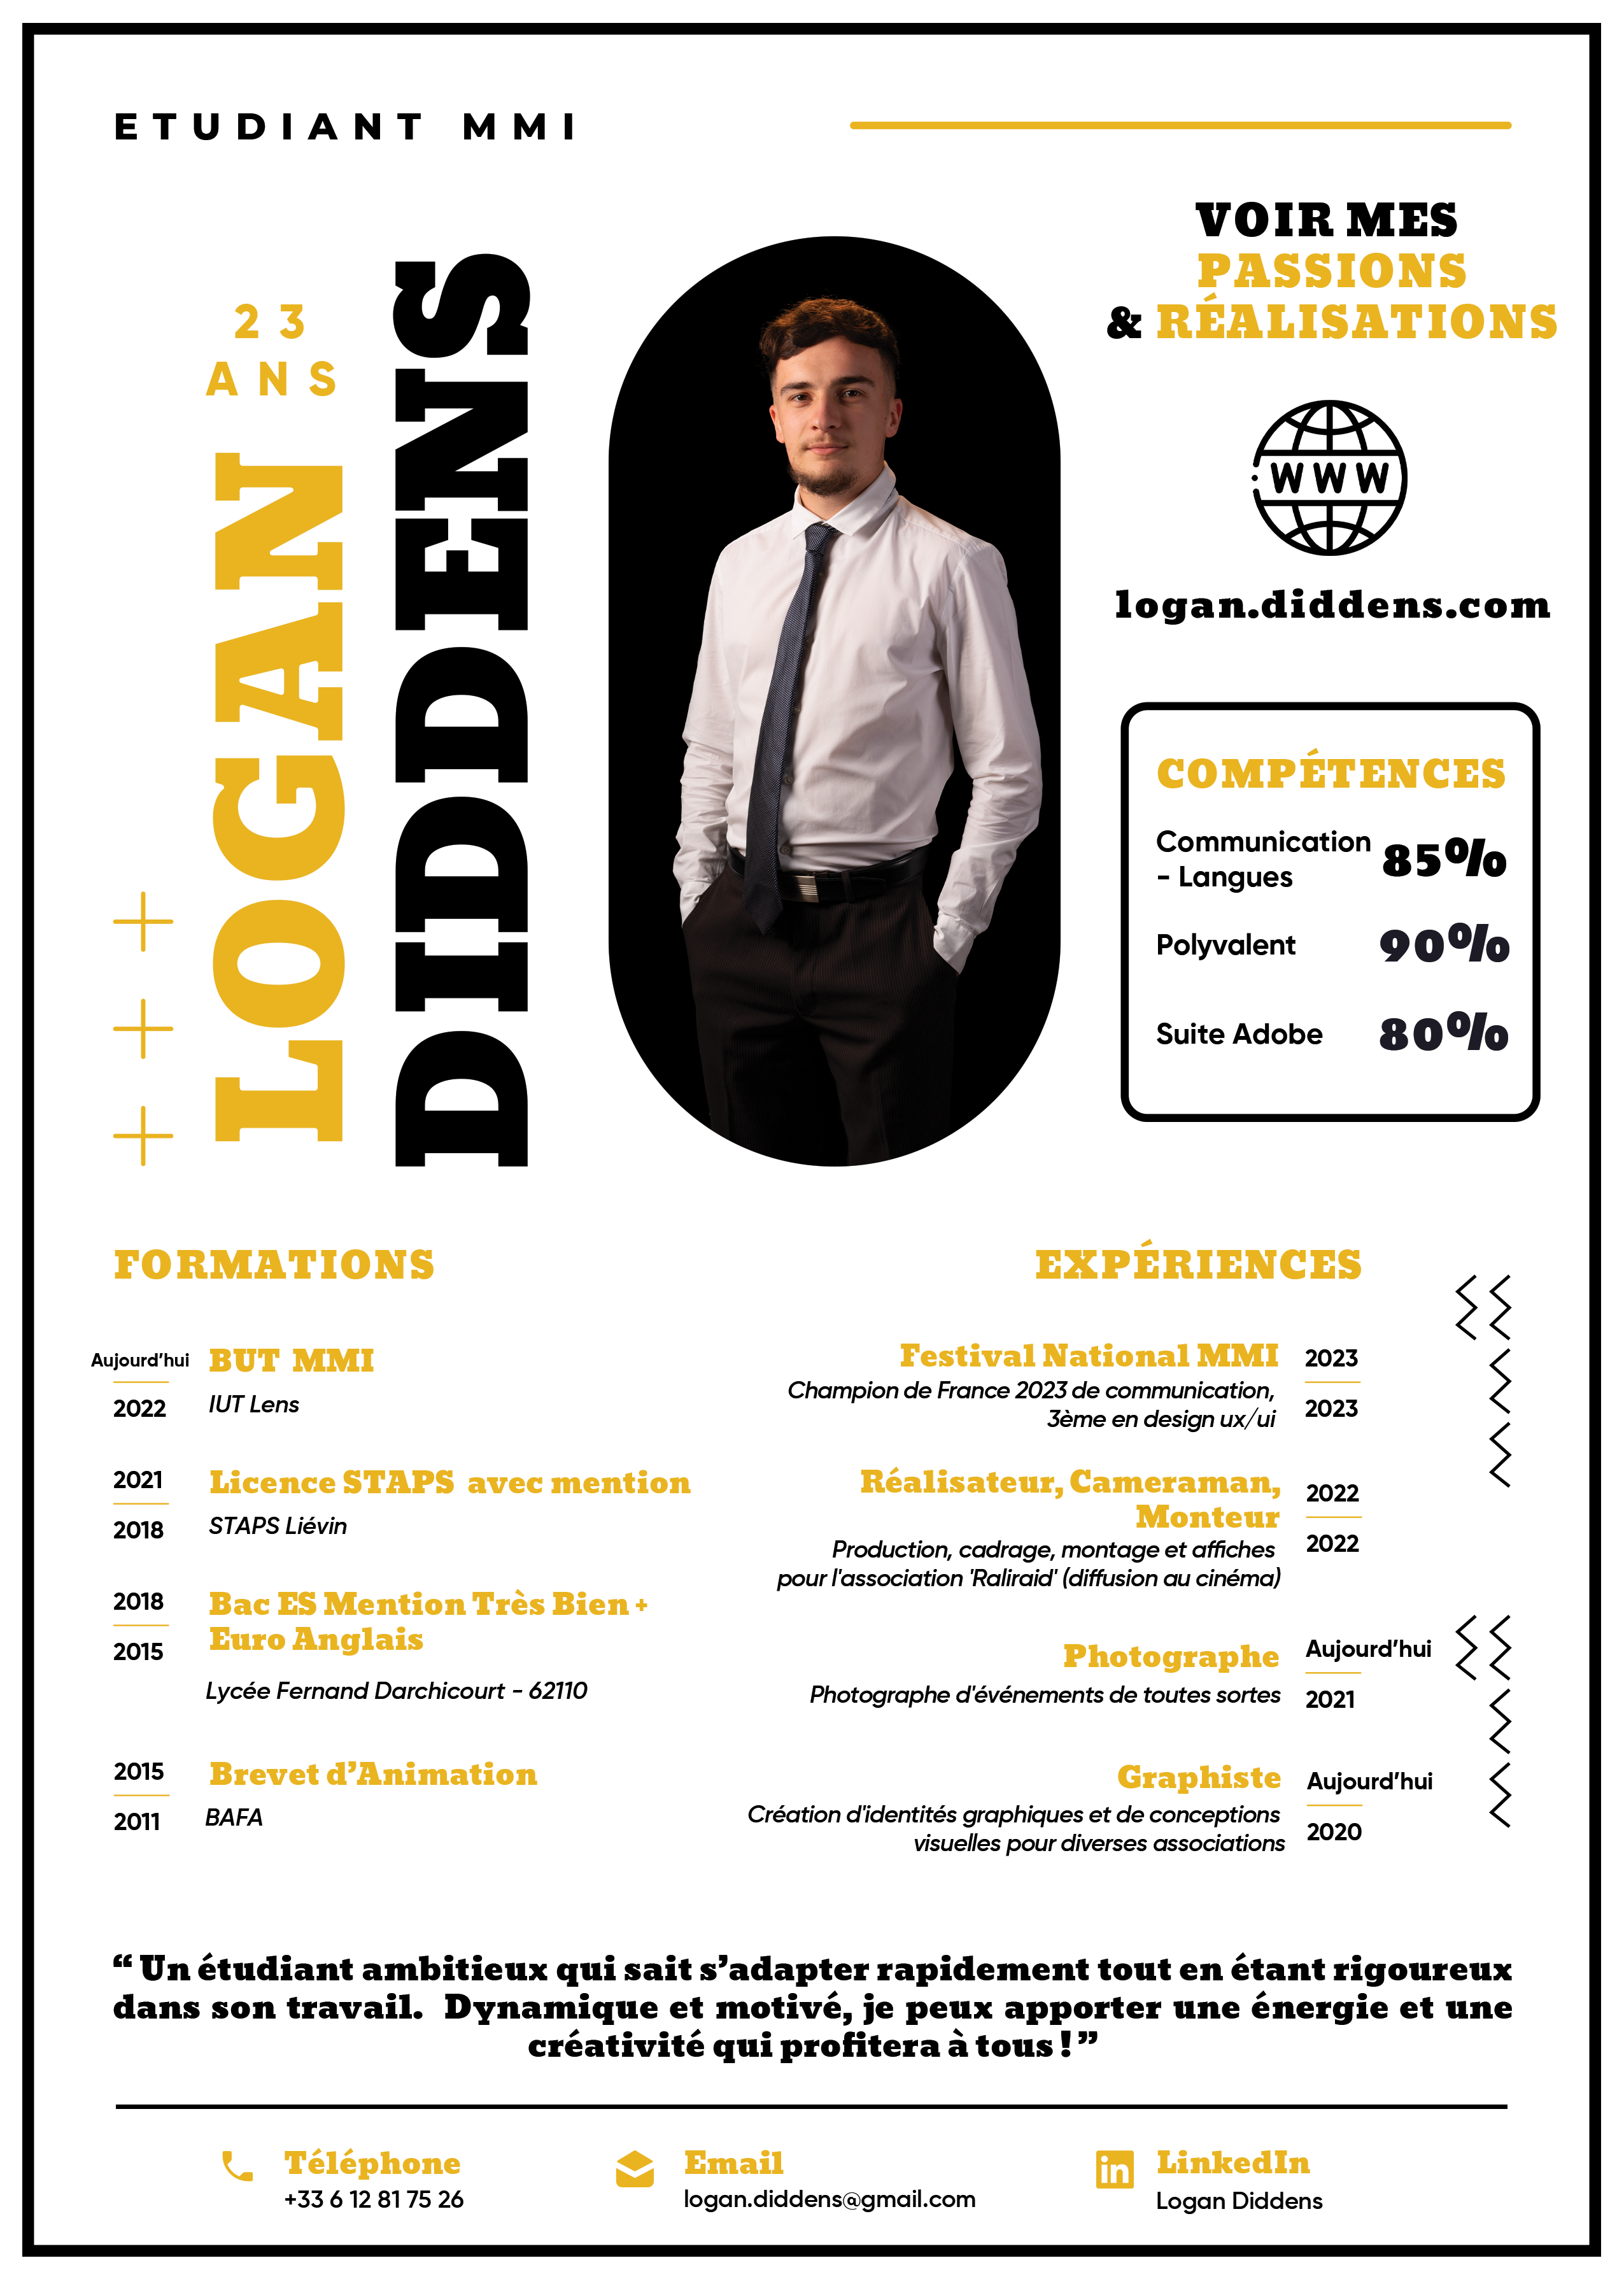 ETUDIANT MMI
23
ANS
LOGAN
DIDDENS
VOIR MES
PASSIONS
& RÉALISATIONS
WWW
logan.diddens.com
COMPÉTENCES
Communication
- Langues
85%
Polyvalent
90%
Suite Adobe
80%
FORMATIONS
Aujourd'hui
2022
BUT MMI
IUT Lens
2021
2018
Licence STAPS avec mention
STAPS Liévin
2018
2015
Bac ES Mention Très Bien +
Euro Anglais
Lycée Fernand Darchicourt - 62110
2015
2011
Brevet d'Animation
BAFA
EXPÉRIENCES
Festival National MMI
Champion de France 2023 de communication,
3ème en design ux/ui
2023
2023
Réalisateur, Cameraman,
Monteur
Production, cadrage, montage et affiches
pour l'association 'Raliraid' (diffusion au cinéma)
2022
2022
Photographe
Photographe d'événements de toutes sortes
Aujourd'hui
2021
Graphiste
Création d'identités graphiques et de conceptions
visuelles pour diverses associations
Aujourd'hui
2020
“ Un étudiant ambitieux qui sait s'adapter rapidement tout en étant rigoureux
dans son travail. Dynamique et motivé, je peux apporter une énergie et une
créativité qui profitera à tous ! ”
Téléphone
+33 6 12 81 75 26
Email
logan.diddens@gmail.com
in
LinkedIn
Logan Diddens